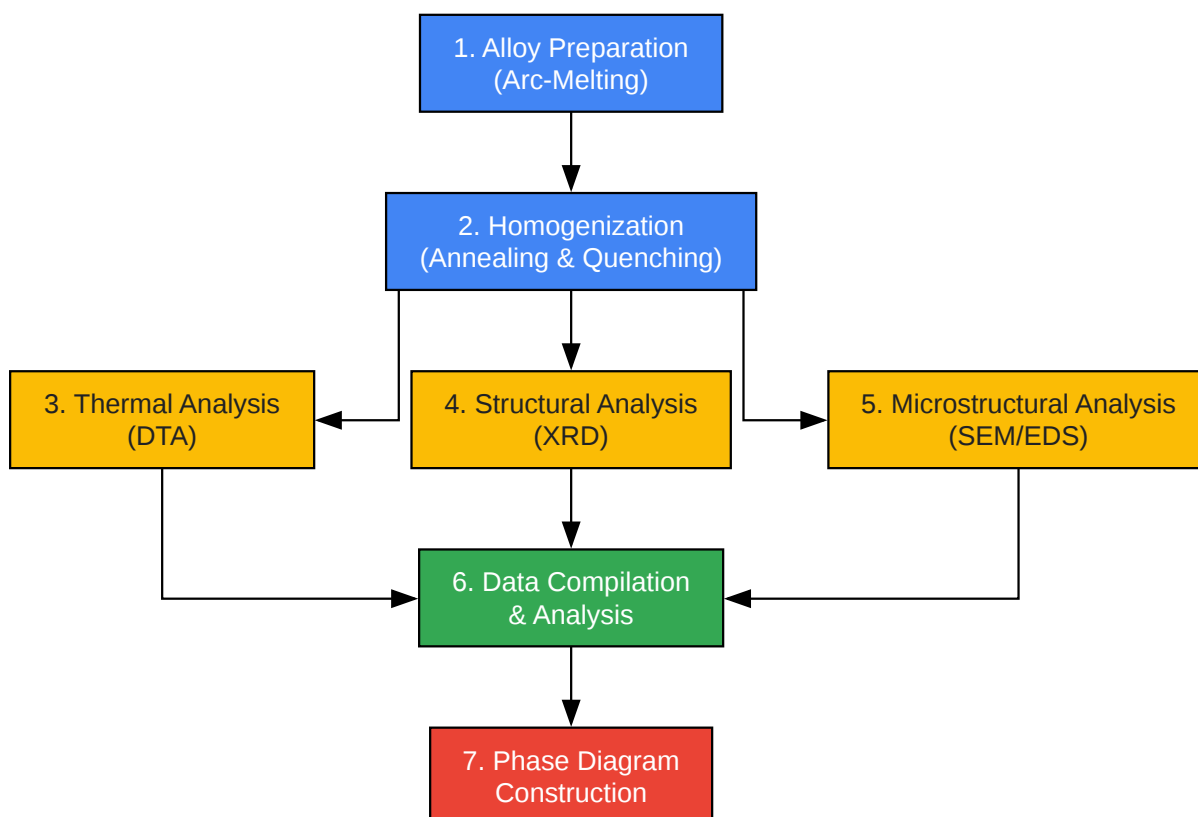 1. Alloy Preparation
(Arc-Melting)
2. Homogenization
(Annealing & Quenching)
3. Thermal Analysis
(DTA)
4. Structural Analysis
(XRD)
5. Microstructural Analysis
(SEM/EDS)
6. Data Compilation
& Analysis
7. Phase Diagram
Construction